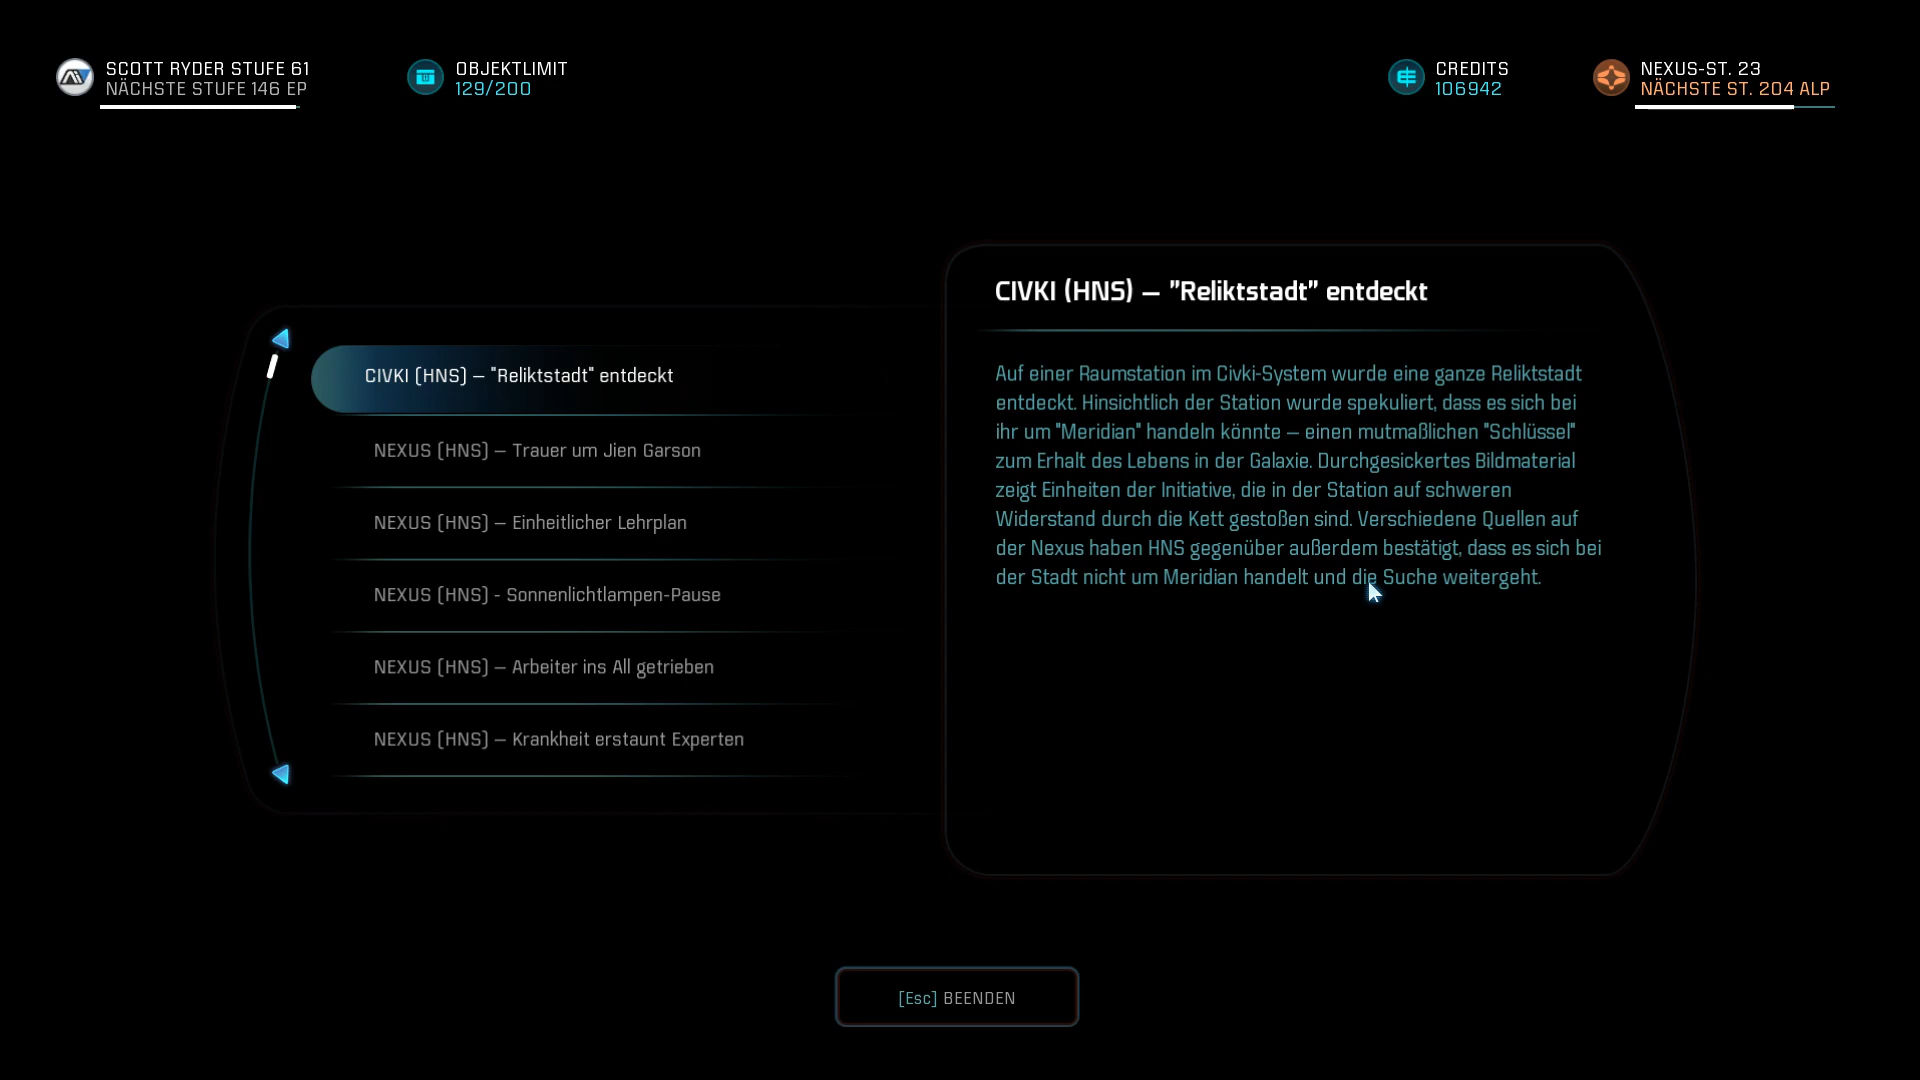 SCOTT RYDER STUFE 61
NÄCHSTE STUFE 146 EP
OBJEKTLIMIT
129/200
CREDITS
106942
NEXUS-ST. 23
NÄCHSTE ST. 204 ALP
CIVKI (HNS) – "Reliktstadt" entdeckt
NEXUS (HNS) – Trauer um Jien Garson
NEXUS (HNS) – Einheitlicher Lehrplan
NEXUS (HNS) - Sonnenlichtlampen-Pause
NEXUS (HNS) – Arbeiter ins All getrieben
NEXUS (HNS) – Krankheit erstaunt Experten
CIVKI (HNS) – "Reliktstadt" entdeckt
Auf einer Raumstation im Civki-System wurde eine ganze Reliktstadt
entdeckt. Hinsichtlich der Station wurde spekuliert, dass es sich bei
ihr um "Meridian" handeln könnte – einen mutmaßlichen "Schlüssel"
zum Erhalt des Lebens in der Galaxie. Durchgesickertes Bildmaterial
zeigt Einheiten der Initiative, die in der Station auf schweren
Widerstand durch die Kett gestoßen sind. Verschiedene Quellen auf
der Nexus haben HNS gegenüber außerdem bestätigt, dass es sich bei
der Stadt nicht um Meridian handelt und die Suche weitergeht.
[Esc] BEENDEN